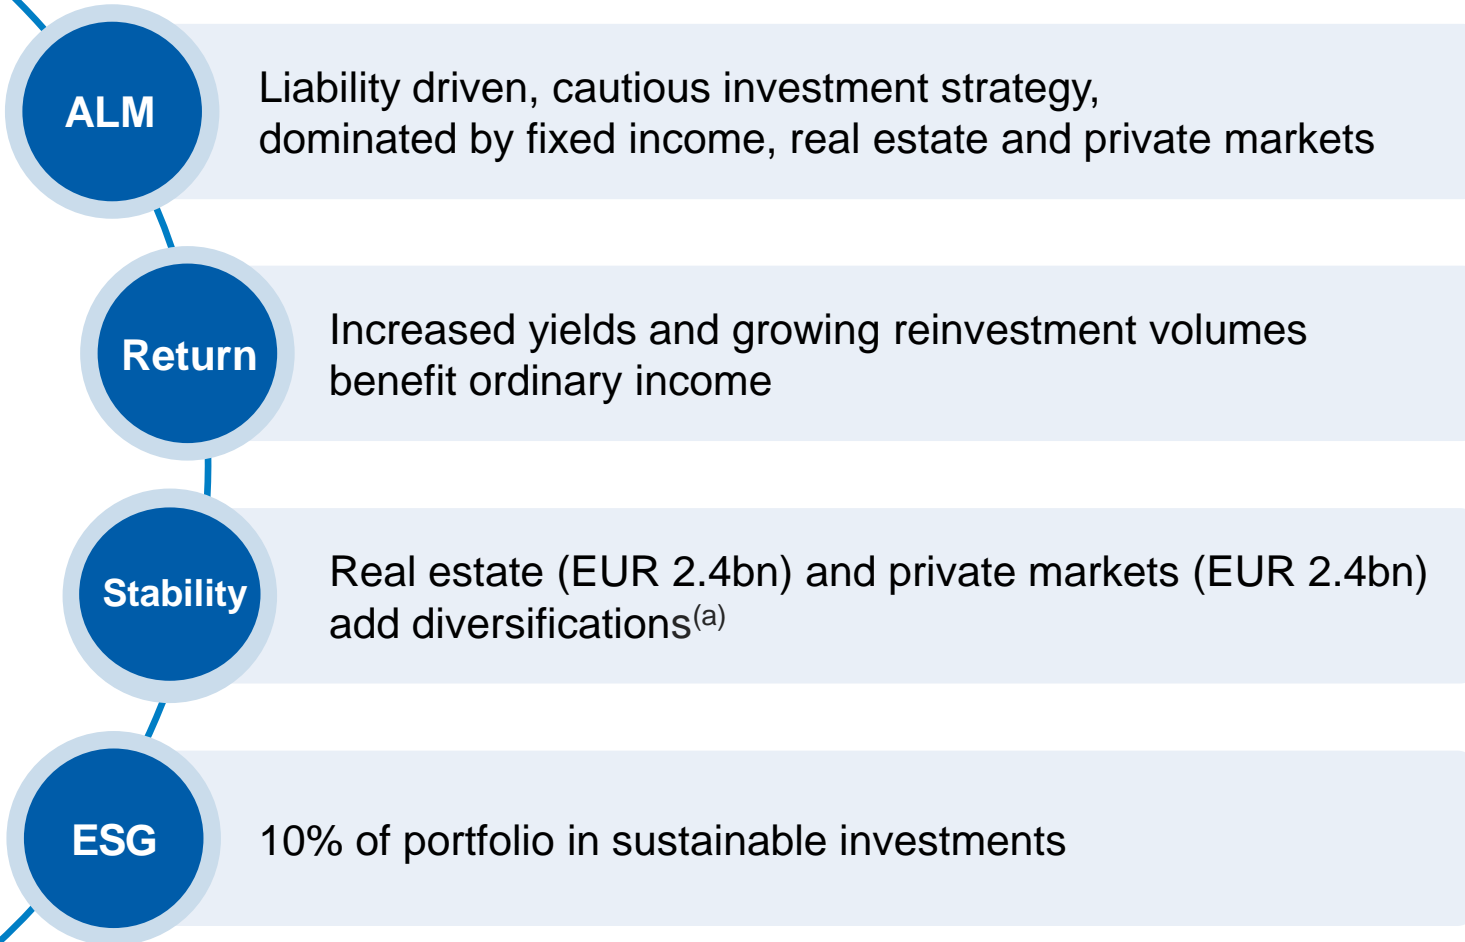 ALM
Liability driven, cautious investment strategy,
dominated by fixed income, real estate and private markets
Return
Increased yields and growing reinvestment volumes
benefit ordinary income
Stability
Real estate (EUR 2.4bn) and private markets (EUR 2.4bn)
add diversifications(a)
ESG
10% of portfolio in sustainable investments